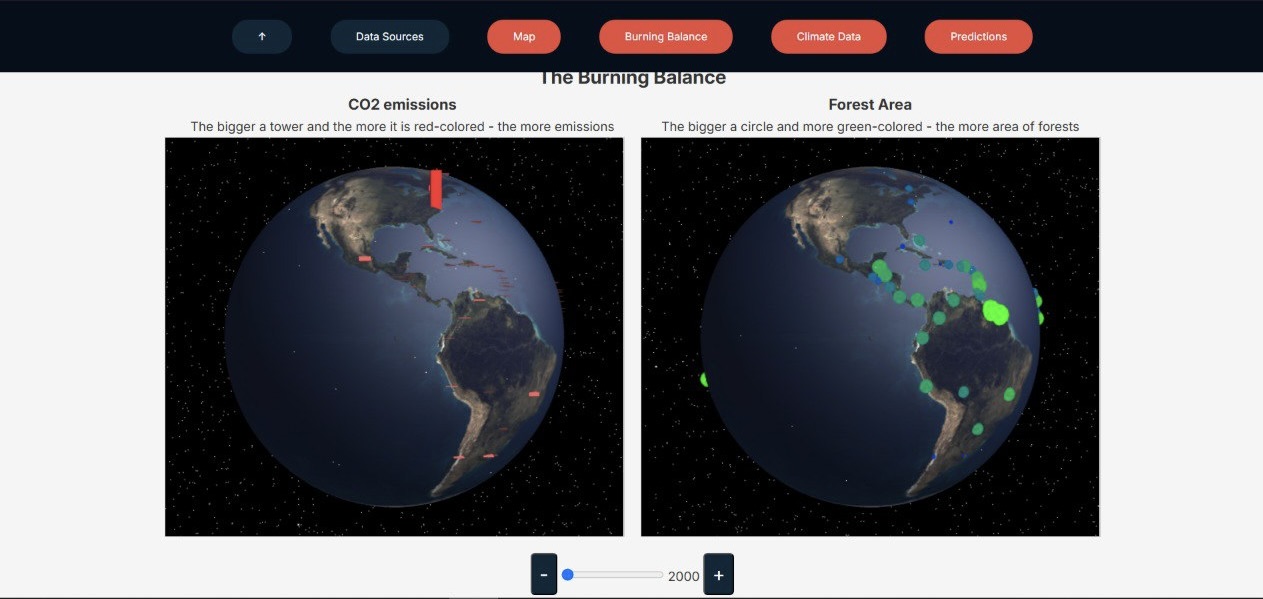 ↑
Data Sources
Map
Burning Balance
Climate Data
Predictions
The Burning Balance
CO2 emissions
The bigger a tower and the more it is red-colored - the more emissions
Forest Area
The bigger a circle and more green-colored - the more area of forests
- 2000 +